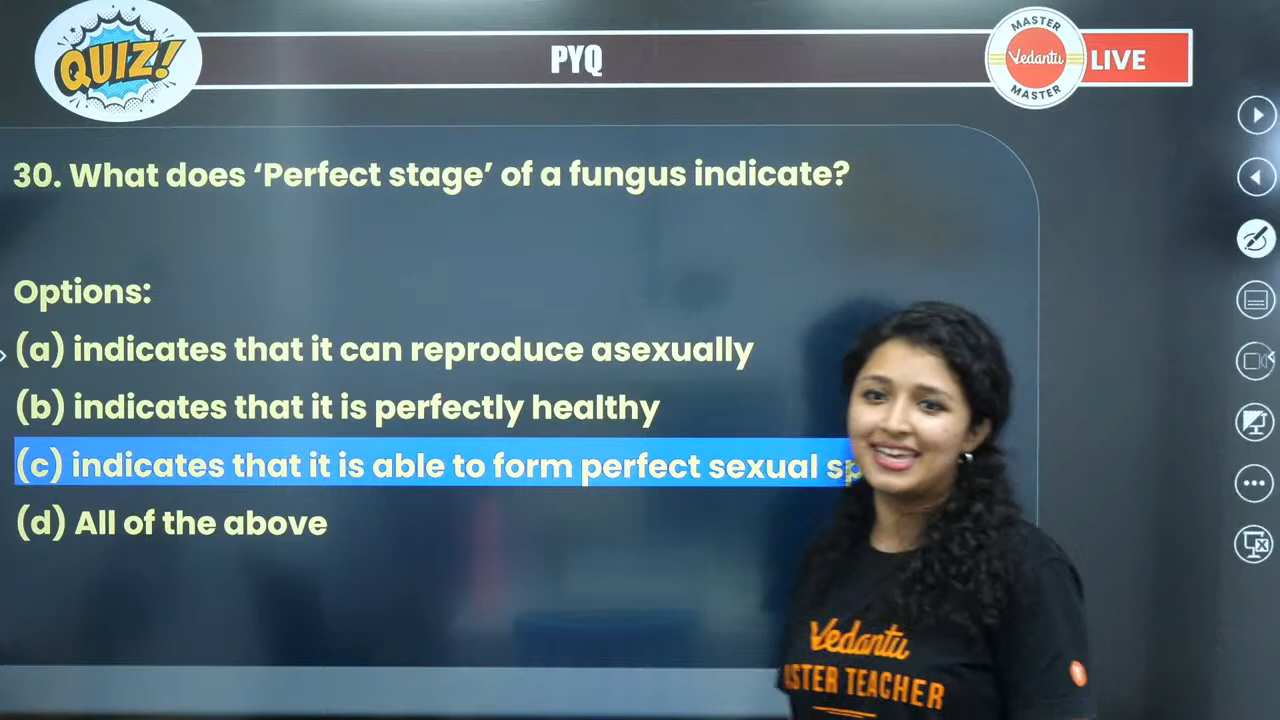 QUIZ!
PYQ
MASTER
Vedantu
MASTER
LIVE
30. What does ‘Perfect stage’ of a fungus indicate?
Options:
(a) indicates that it can reproduce asexually
(b) indicates that it is perfectly healthy
(c) indicates that it is able to form perfect sexual
(d) All of the above
Vedantu
TEACHER